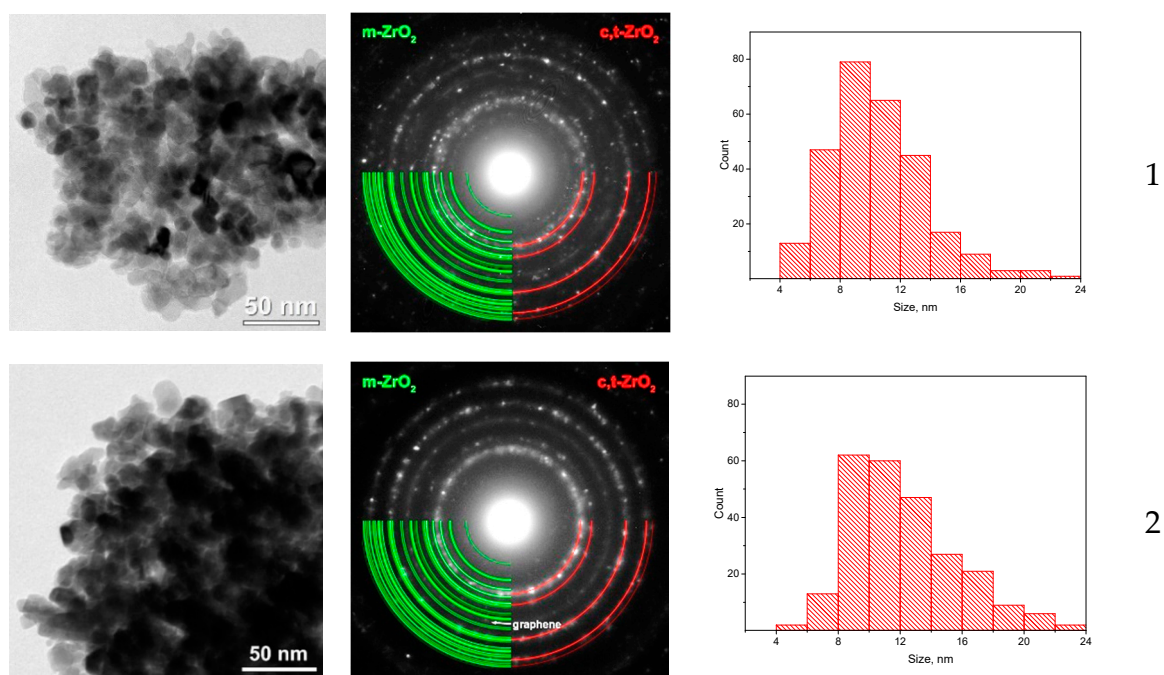 50 nm
m-ZrO₂
c,t-ZrO₂
80
60
40
20
Count
4 8 12 16 20 24
Size, nm
1
50 nm
m-ZrO₂
c,t-ZrO₂
graphene
80
60
40
20
Count
4 8 12 16 20 24
Size, nm
2